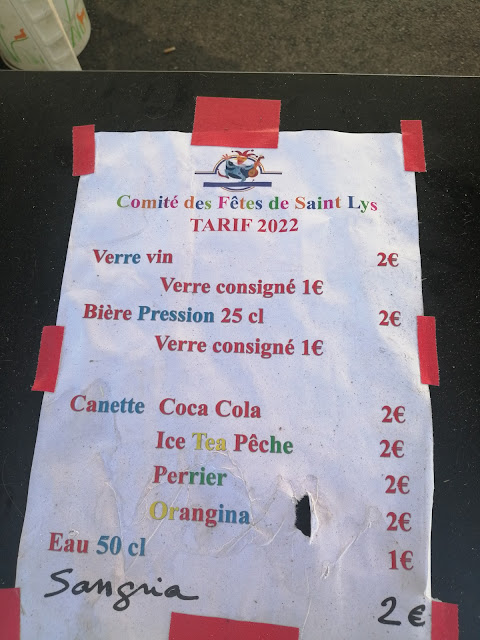 Comité des Fêtes de Saint Lys
TARIF 2022
Verre vin 2€
Verre consigné 1€
Bière Pression 25 cl 2€
Verre consigné 1€
Canette Coca Cola 2€
Ice Tea Pêche 2€
Perrier 2€
Orangina 2€
Eau 50 cl 1€
Sangria 2€